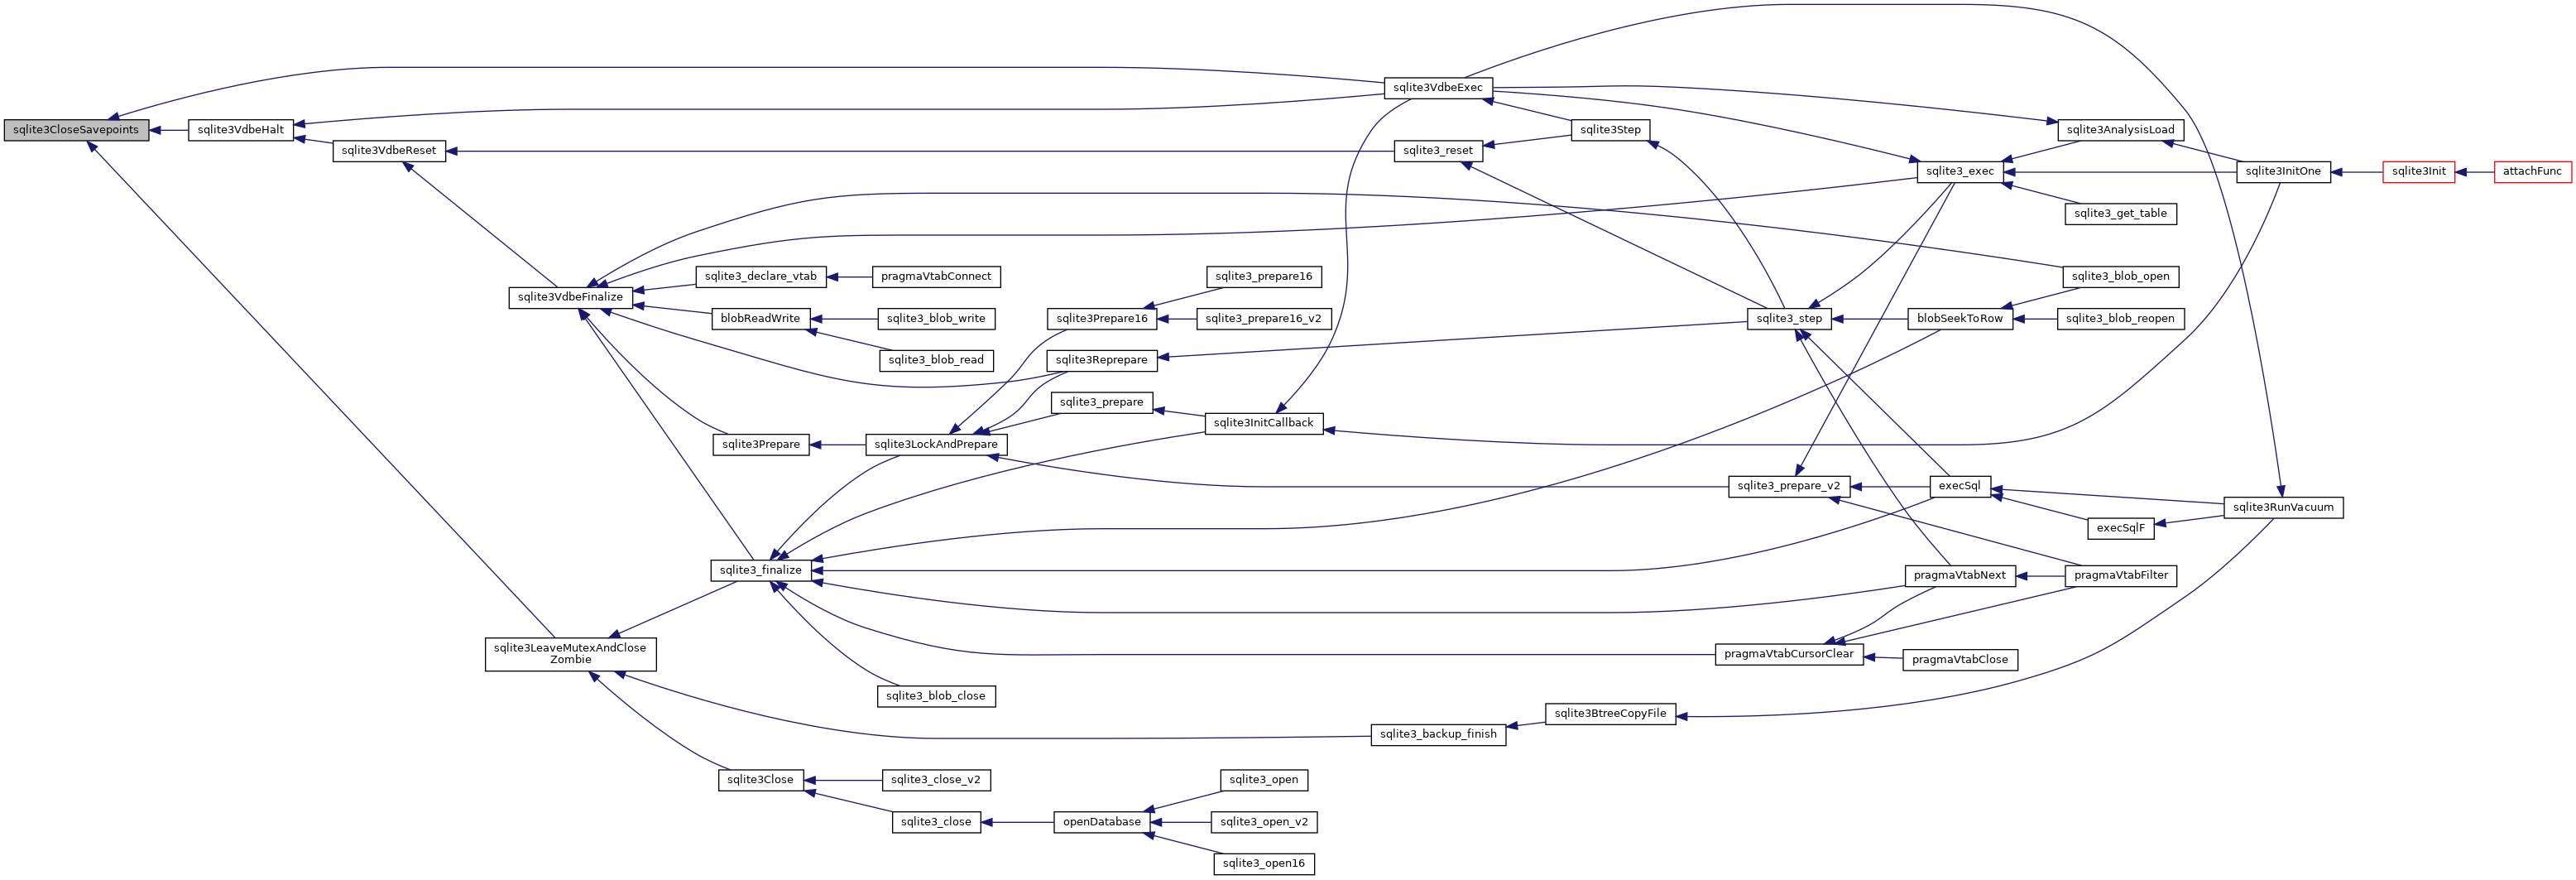 sqlite3CloseSavepoints
sqlite3VdbeHalt
sqlite3VdbeReset
sqlite3VdbeExec
sqlite3_reset
sqlite3Step
sqlite3AnalysisLoad
sqlite3_exec
sqlite3InitOne
sqlite3Init
attachFunc
sqlite3_get_table
sqlite3VdbeFinalize
sqlite3_declare_vtab
pragmaVtabConnect
blobReadWrite
sqlite3_blob_write
sqlite3_blob_read
sqlite3_prepare16
sqlite3Prepare16
sqlite3_prepare16_v2
sqlite3Reprepare
sqlite3_prepare
sqlite3InitCallback
sqlite3Prepare
sqlite3LockAndPrepare
sqlite3_step
sqlite3_blob_open
blobSeekToRow
sqlite3_blob_reopen
sqlite3_prepare_v2
execSql
execSqlF
sqlite3RunVacuum
sqlite3_finalize
pragmaVtabNext
pragmaVtabFilter
sqlite3LeaveMutexAndClose
Zombie
pragmaVtabCursorClear
pragmaVtabClose
sqlite3_blob_close
sqlite3_backup_finish
sqlite3BtreeCopyFile
sqlite3Close
sqlite3_close_v2
sqlite3_close
openDatabase
sqlite3_open
sqlite3_open_v2
sqlite3_open16